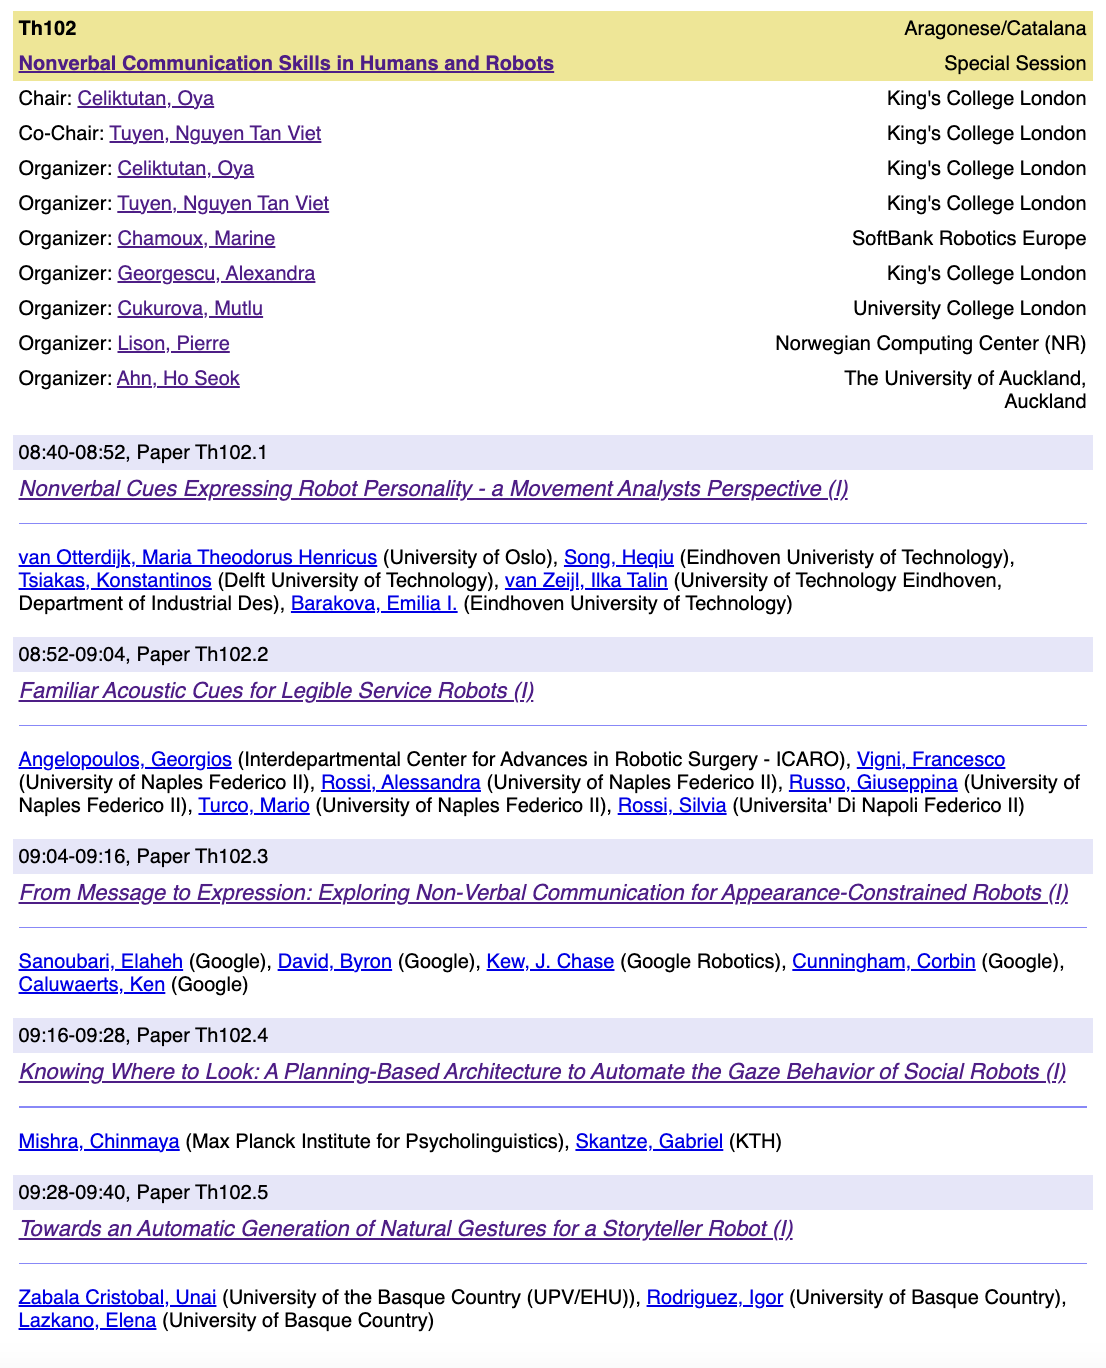 Th102 Aragonese/Catalana
Nonverbal Communication Skills in Humans and Robots Special Session
Chair: Celiktutan, Oya King's College London
Co-Chair: Tuyen, Nguyen Tan Viet King's College London
Organizer: Celiktutan, Oya King's College London
Organizer: Tuyen, Nguyen Tan Viet King's College London
Organizer: Chamoux, Marine SoftBank Robotics Europe
Organizer: Georgescu, Alexandra King's College London
Organizer: Cukurova, Mutlu University College London
Organizer: Lison, Pierre Norwegian Computing Center (NR)
Organizer: Ahn, Ho Seok The University of Auckland,
Auckland
08:40-08:52, Paper Th102.1
Nonverbal Cues Expressing Robot Personality - a Movement Analysts Perspective (I)
van Otterdijk, Maria Theodorus Henricus (University of Oslo), Song, Heqiu (Eindhoven Univeristy of Technology),
Tsiakas, Konstantinos (Delft University of Technology), van Zeijl, Ilka Talin (University of Technology Eindhoven,
Department of Industrial Des), Barakova, Emilia I. (Eindhoven University of Technology)
08:52-09:04, Paper Th102.2
Familiar Acoustic Cues for Legible Service Robots (I)
Angelopoulos, Georgios (Interdepartmental Center for Advances in Robotic Surgery - ICARO), Vigni, Francesco
(University of Naples Federico II), Rossi, Alessandra (University of Naples Federico II), Russo, Giuseppina (University of
Naples Federico II), Turco, Mario (University of Naples Federico II), Rossi, Silvia (Universita' Di Napoli Federico II)
09:04-09:16, Paper Th102.3
From Message to Expression: Exploring Non-Verbal Communication for Appearance-Constrained Robots (I)
Sanoubari, Elaheh (Google), David, Byron (Google), Kew, J. Chase (Google Robotics), Cunningham, Corbin (Google),
Caluwaerts, Ken (Google)
09:16-09:28, Paper Th102.4
Knowing Where to Look: A Planning-Based Architecture to Automate the Gaze Behavior of Social Robots (I)
Mishra, Chinmaya (Max Planck Institute for Psycholinguistics), Skantze, Gabriel (KTH)
09:28-09:40, Paper Th102.5
Towards an Automatic Generation of Natural Gestures for a Storyteller Robot (I)
Zabala Cristobal, Unai (University of the Basque Country (UPV/EHU)), Rodriguez, Igor (University of Basque Country),
Lazkano, Elena (University of Basque Country)